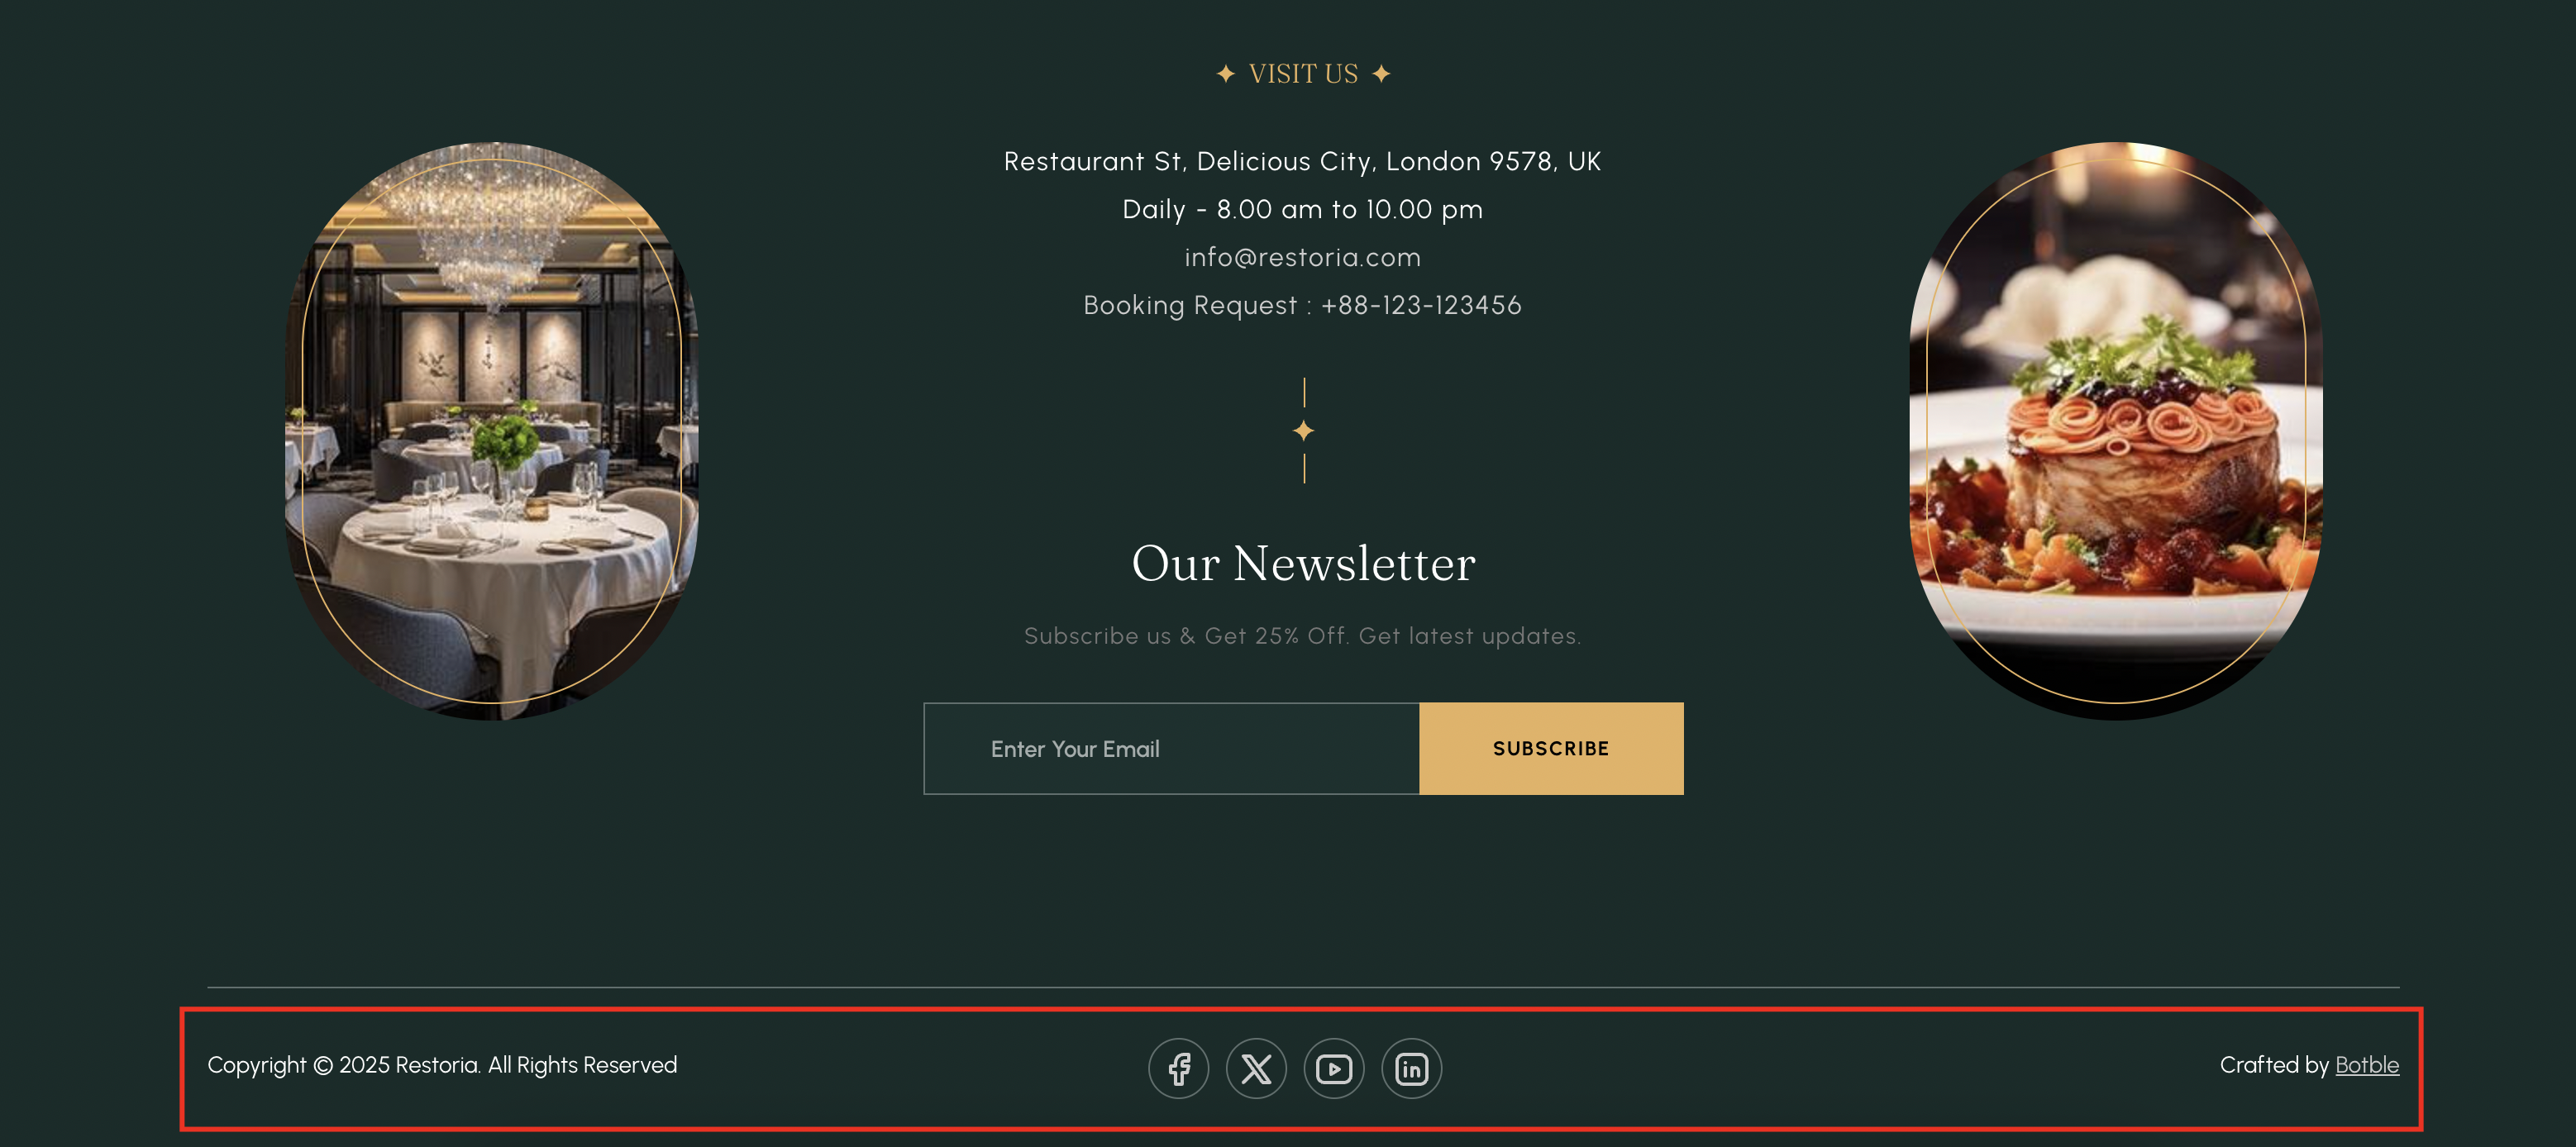 VISIT US
Restaurant St, Delicious City, London 9578, UK
Daily - 8.00 am to 10.00 pm
info@restoria.com
Booking Request : +88-123-123456
Our Newsletter
Subscribe us & Get 25% Off. Get latest updates.
Enter Your Email
SUBSCRIBE
Copyright © 2025 Restoria. All Rights Reserved
Crafted by Botble